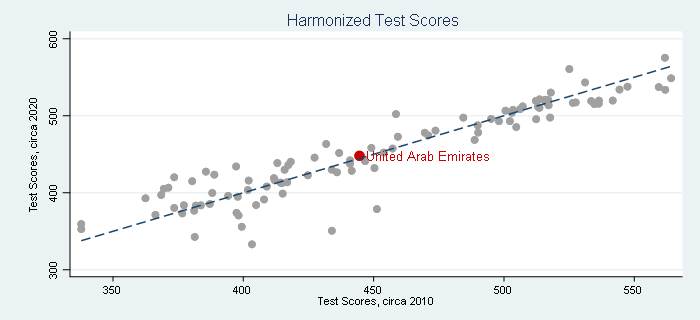 Harmonized Test Scores
Test Scores, circa 2020
600
500
400
300
United Arab Emirates
350
400
450
500
550
Test Scores, circa 2010